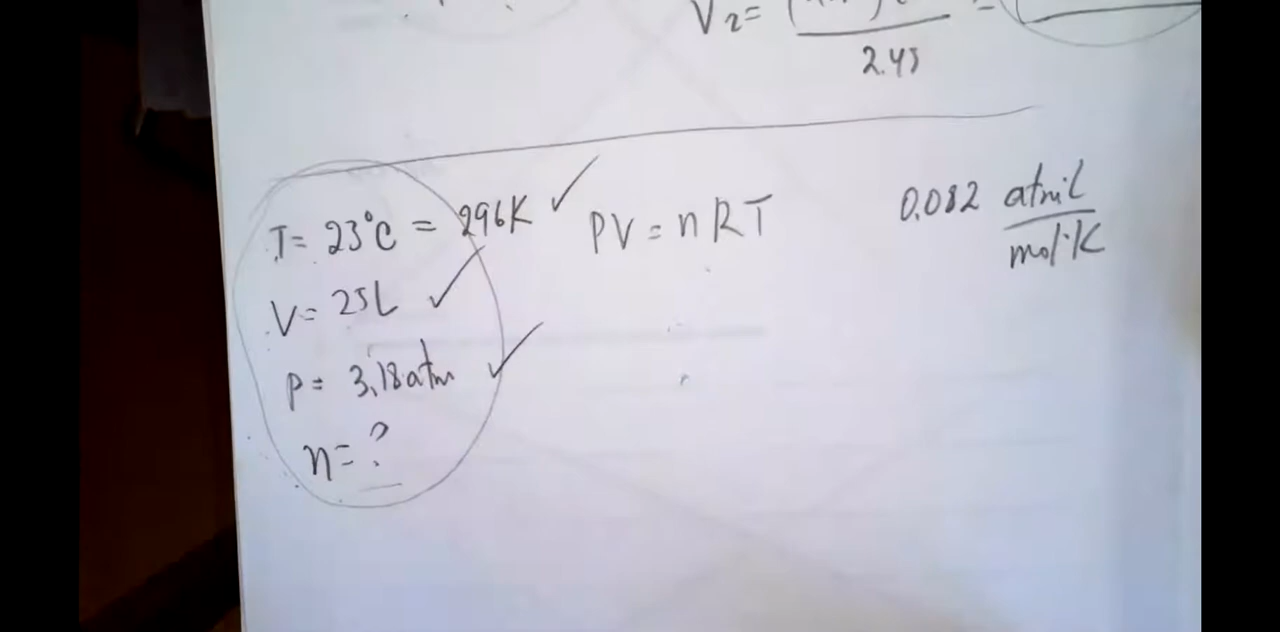 V2= 
2.45
T= 23°C = 296K ✓ PV = nRT 0.082 atm·L
mol·K
V= 25L ✓
P= 3.18 atm ✓
n= ?